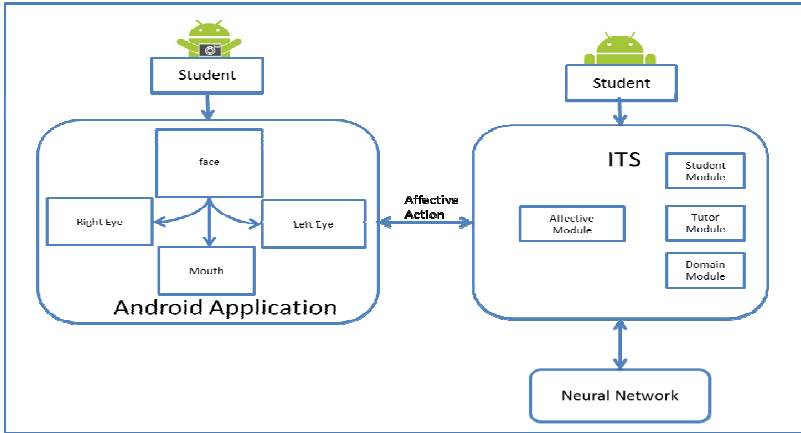 Student
face
Right Eye
Left Eye
Mouth
Android Application
Affective
Action
Student
ITS
Student
Module
Affective
Module
Tutor
Module
Domain
Module
Neural Network